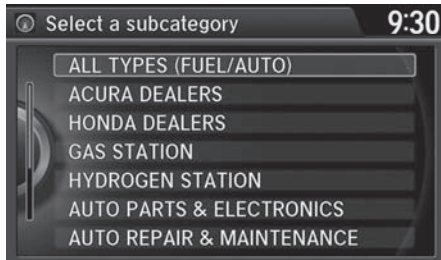 Select a subcategory 9:30
ALL TYPES (FUEL/AUTO)
ACURA DEALERS
HONDA DEALERS
GAS STATION
HYDROGEN STATION
AUTO PARTS & ELECTRONICS
AUTO REPAIR & MAINTENANCE